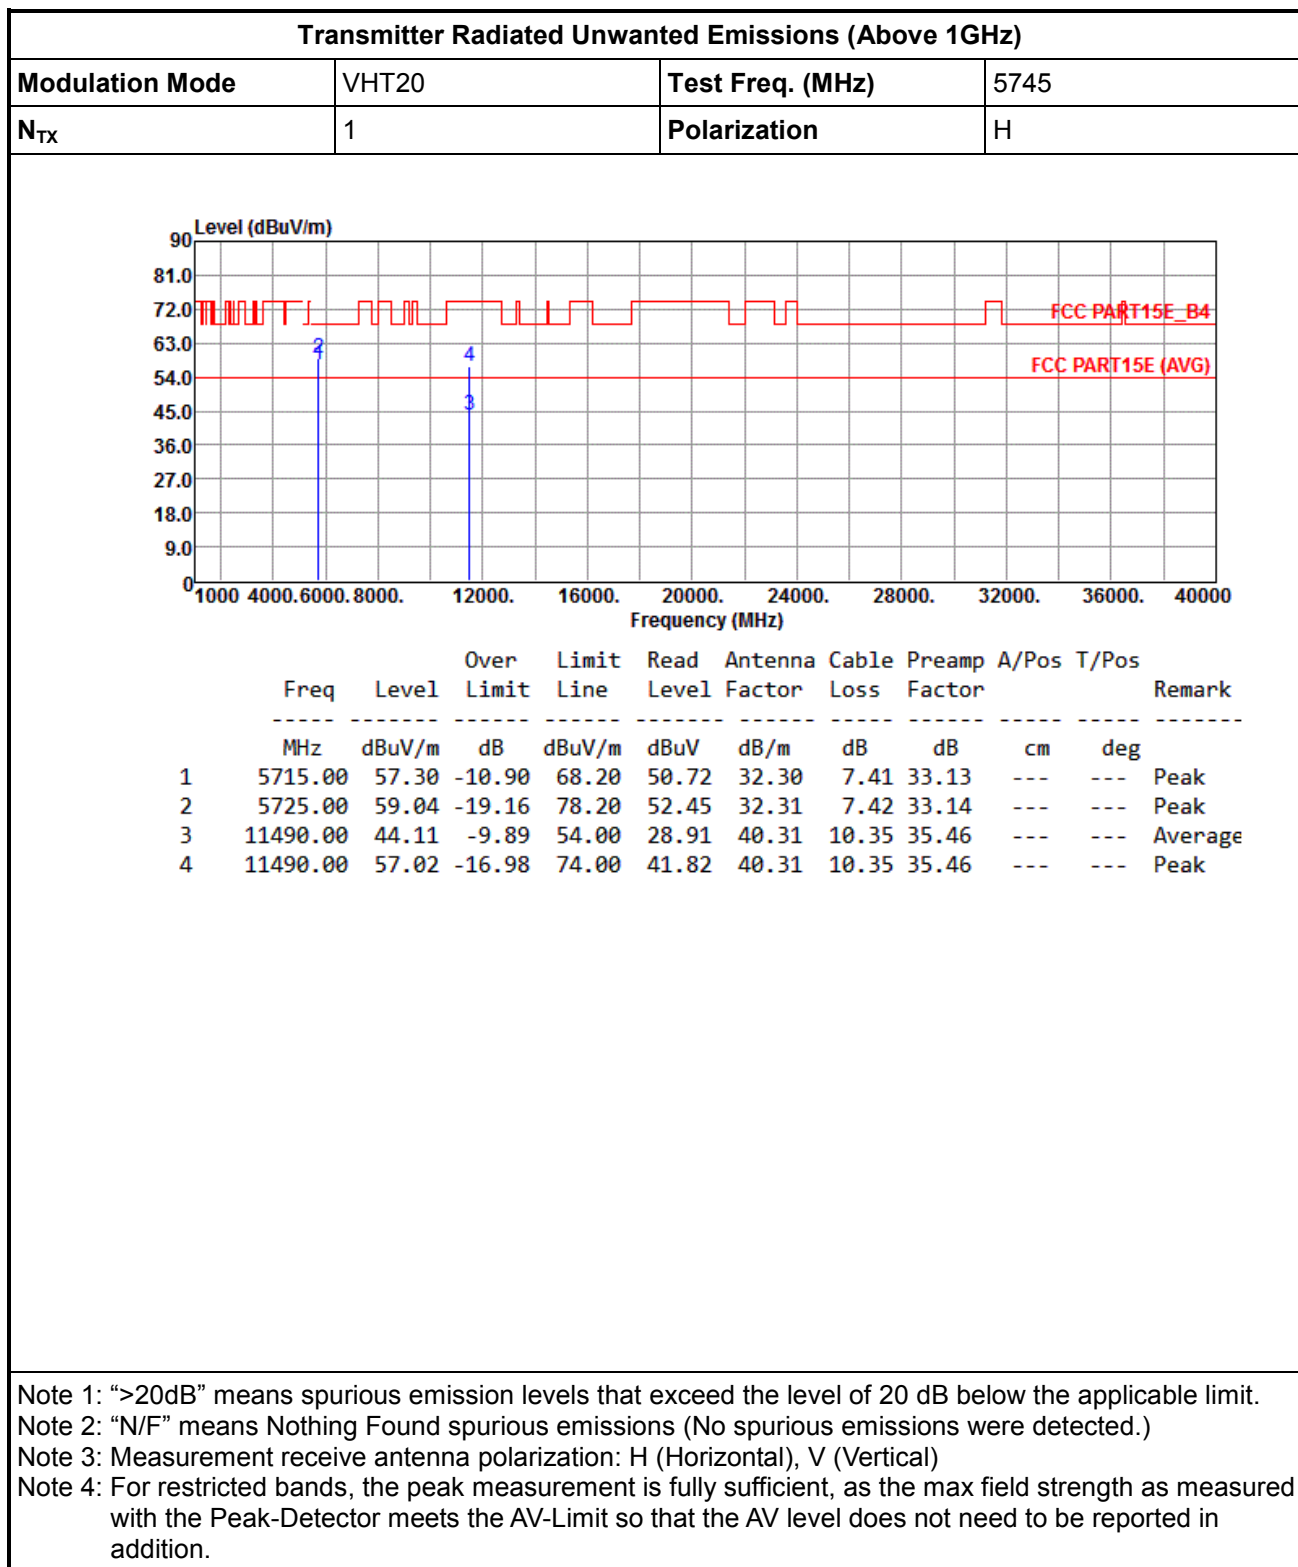 Transmitter Radiated Unwanted Emissions (Above 1GHz)
Modulation Mode VHT20 Test Freq. (MHz) 5745
NTX 1 Polarization H
Level (dBuV/m)
90
81.0
72.0
FCC PART15E_B4
63.0
2
1
4
FCC PART15E (AVG)
54.0
3
45.0
36.0
27.0
18.0
9.0
0
1000 4000. 6000. 8000. 12000. 16000. 20000. 24000. 28000. 32000. 36000. 40000
Frequency (MHz)
Over Limit Read Antenna Cable Preamp A/Pos T/Pos
Freq Level Limit Line Level Factor Loss Factor Remark
----- ------- ------ ------ ------- ------ ----- ------ ----- ----- -------
MHz dBuV/m dB dBuV/m dBuV dB/m dB dB cm deg
1 5715.00 57.30 -10.90 68.20 50.72 32.30 7.41 33.13 --- --- Peak
2 5725.00 59.04 -19.16 78.20 52.45 32.31 7.42 33.14 --- --- Peak
3 11490.00 44.11 -9.89 54.00 28.91 40.31 10.35 35.46 --- --- Average
4 11490.00 57.02 -16.98 74.00 41.82 40.31 10.35 35.46 --- --- Peak
Note 1: “>20dB” means spurious emission levels that exceed the level of 20 dB below the applicable limit.
Note 2: “N/F” means Nothing Found spurious emissions (No spurious emissions were detected.)
Note 3: Measurement receive antenna polarization: H (Horizontal), V (Vertical)
Note 4: For restricted bands, the peak measurement is fully sufficient, as the max field strength as measured
with the Peak-Detector meets the AV-Limit so that the AV level does not need to be reported in
addition.